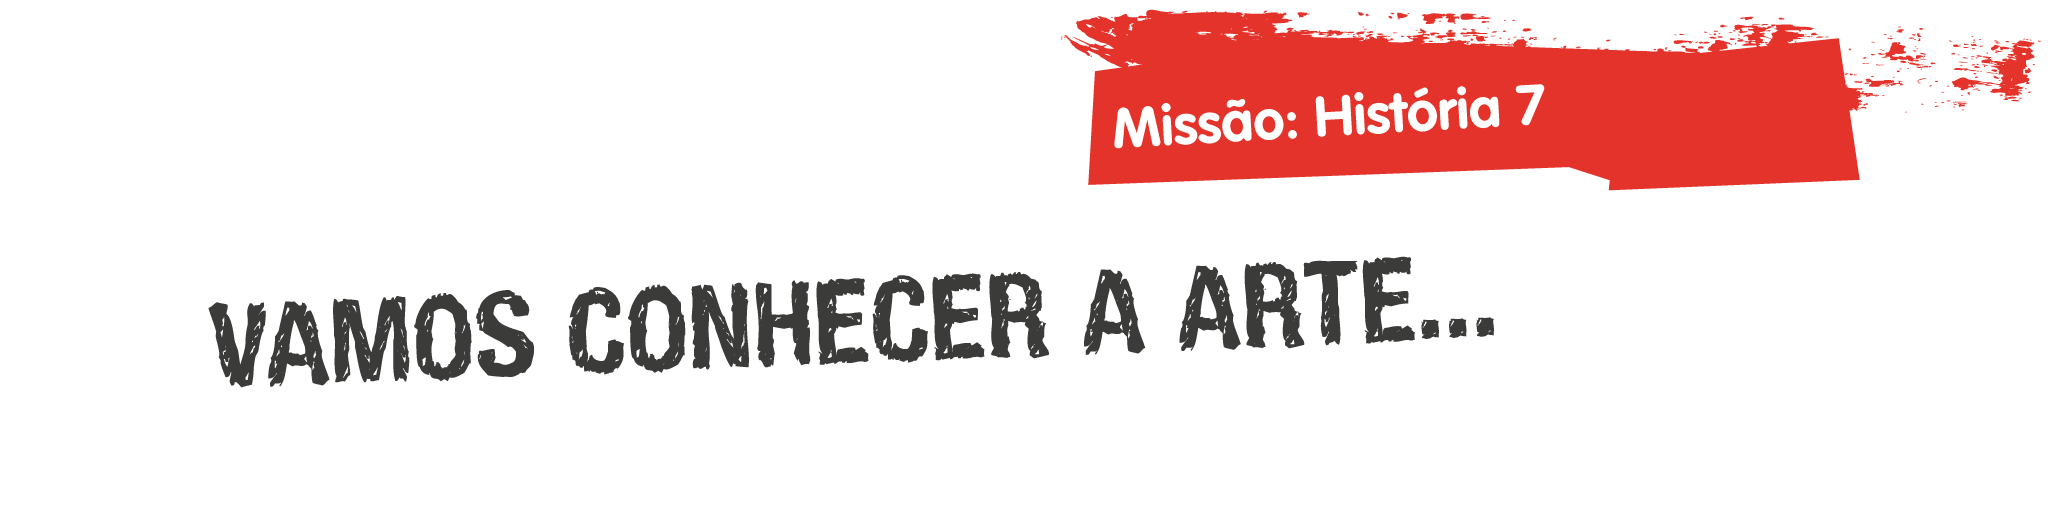 Missão: História 7
VAMOS CONHECER A ARTE...